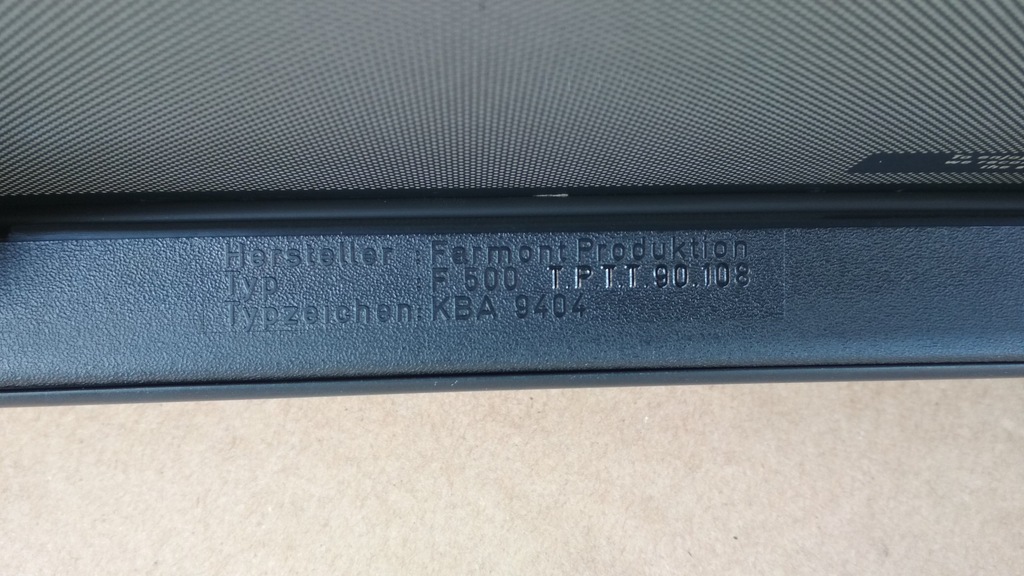 Hersteller : Farmont Produktion
Typ : F 500 T.P.T.T. 90.108
Typzeichen: KBA 9404